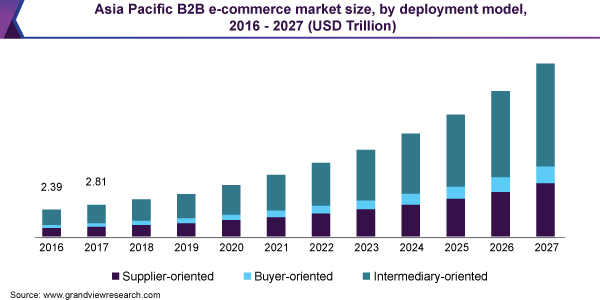 Asia Pacific B2B e-commerce market size, by deployment model,
2016 - 2027 (USD Trillion)
2.39 2.81
2016 2017 2018 2019 2020 2021 2022 2023 2024 2025 2026 2027
Supplier-oriented Buyer-oriented Intermediary-oriented
Source: www.grandviewresearch.com